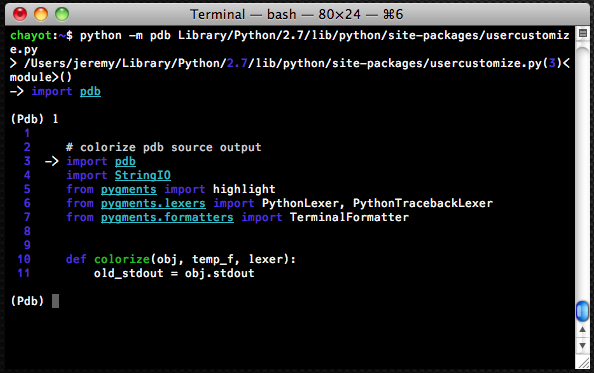 Terminal — bash — 80×24 — ⌘6
chayot:~$ python -m pdb Library/Python/2.7/lib/python/site-packages/usercustomiz
e.py
> /Users/jeremy/Library/Python/2.7/lib/python/site-packages/usercustomize.py(3)<
module>()
-> import pdb
(Pdb) l
1
2 # colorize pdb source output
3 -> import pdb
4 import StringIO
5 from pygments import highlight
6 from pygments.lexers import PythonLexer, PythonTracebackLexer
7 from pygments.formatters import TerminalFormatter
8
9
10 def colorize(obj, temp_f, lexer):
11 old_stdout = obj.stdout
(Pdb)